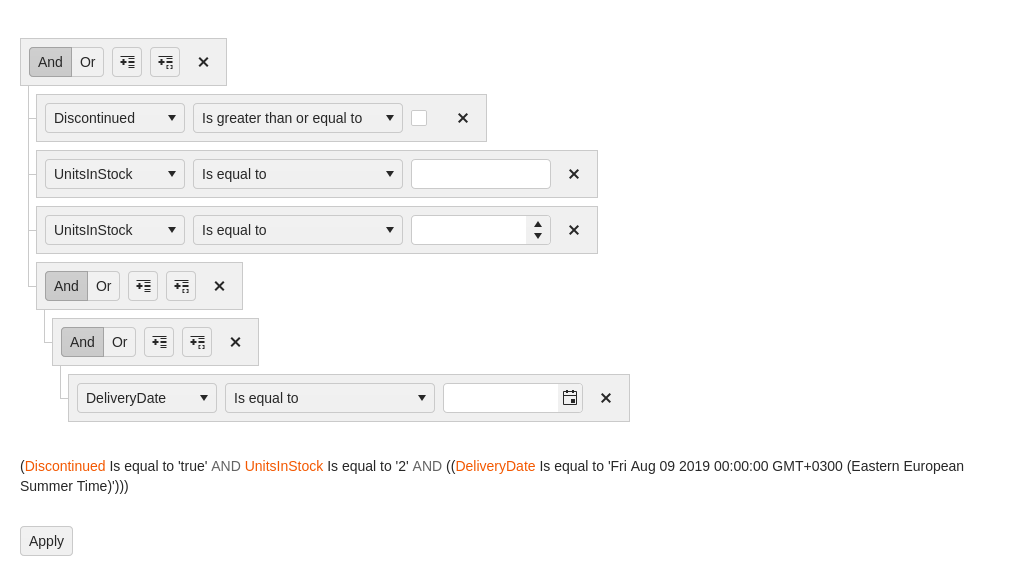 And Or
Discontinued Is greater than or equal to
UnitsInStock Is equal to
UnitsInStock Is equal to
And Or
And Or
DeliveryDate Is equal to
(Discontinued Is equal to 'true' AND UnitsInStock Is equal to '2' AND ((DeliveryDate Is equal to 'Fri Aug 09 2019 00:00:00 GMT+0300 (Eastern European
Summer Time)')))
Apply